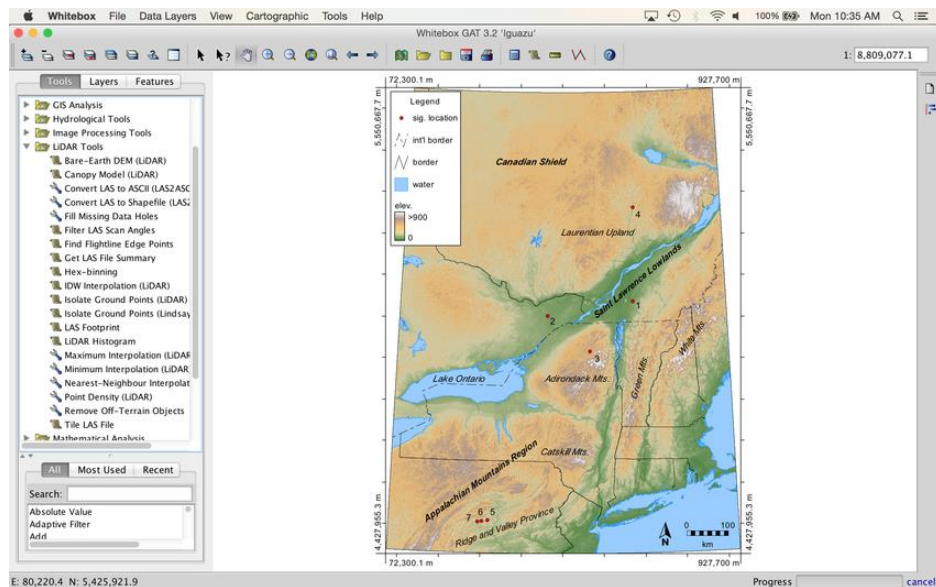 Whitebox File Data Layers View Cartographic Tools Help 100% Mon 10:35 AM
Whitebox GAT 3.2 'Iguazu'
1: 8,809,077.1
Tools Layers Features
GIS Analysis
Hydrological Tools
Image Processing Tools
LiDAR Tools
Bare-Earth DEM (LiDAR)
Canopy Model (LiDAR)
Convert LAS to ASCII (LAS2ASC
Convert LAS to Shapefile (LAS2
Fill Missing Data Holes
Filter LAS Scan Angles
Find Flightline Edge Points
Get LAS File Summary
Hex-binning
IDW Interpolation (LiDAR)
Isolate Ground Points (LiDAR)
Isolate Ground Points (Lindsay
LAS Footprint
LiDAR Histogram
Maximum Interpolation (LiDAR
Minimum Interpolation (LiDAR
Nearest-Neighbour Interpolat
Point Density (LiDAR)
Remove Off-Terrain Objects
Tile LAS File
Mathematical Analysis
All Most Used Recent
Search:
Absolute Value
Adaptive Filter
Add
72,300.1 m
927,700 m
5,550,667.7 m
5,550,667.7 m
Legend
sig. location
int'l border
border
water
elev.
>900
0
Canadian Shield
4
Laurentian Upland
Saint Lawrence Lowlands
1
2
3
White Mts.
Green Mts.
Lake Ontario
Adirondack Mts.
Catskill Mts.
Appalachian Mountains Region
7 6 5
Ridge and Valley Province
N
0 100
km
4,427,955.3 m
4,427,955.3 m
72,300.1 m
927,700 m
E: 80,220.4 N: 5,425,921.9
Progress
cancel